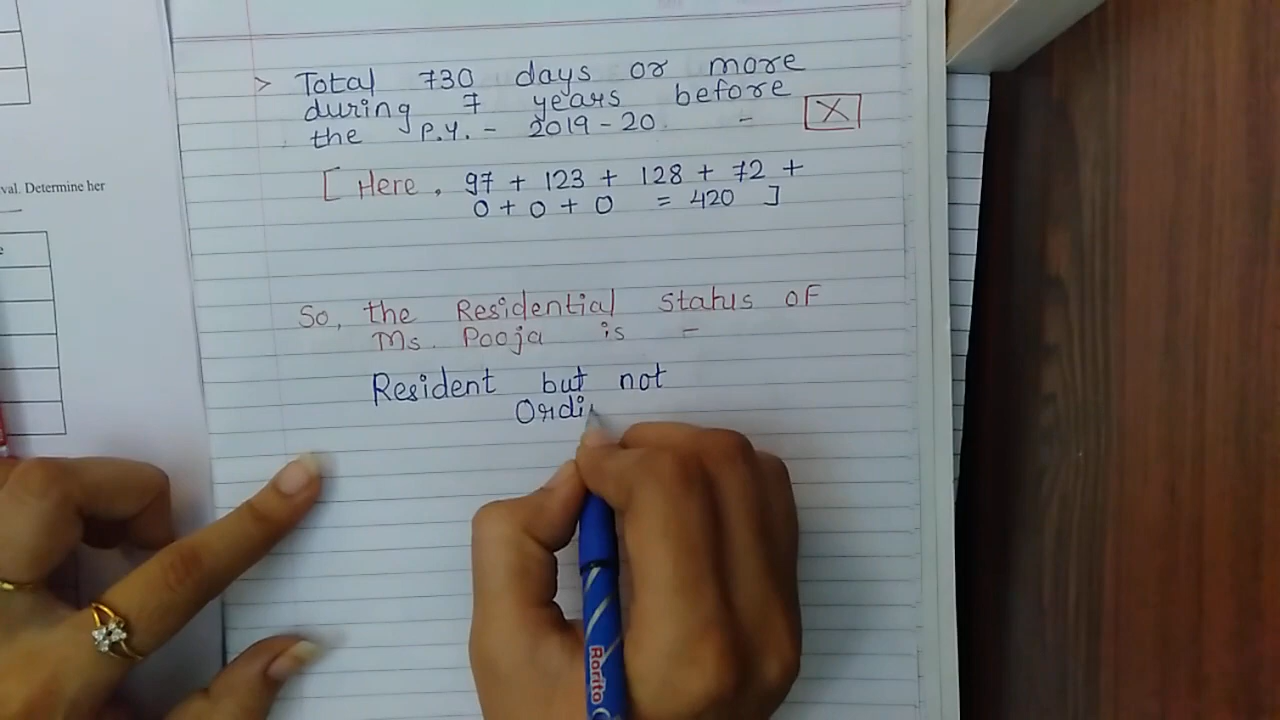 val. Determine her
> Total 730 days or more
during 7 years before
the P.Y. - 2019-20. - X
[ Here, 97 + 123 + 128 + 72 +
0 + 0 + 0 = 420 ]
So, the Residential Status OF
Ms. Pooja is -
Resident but not
Ordi
Rorito